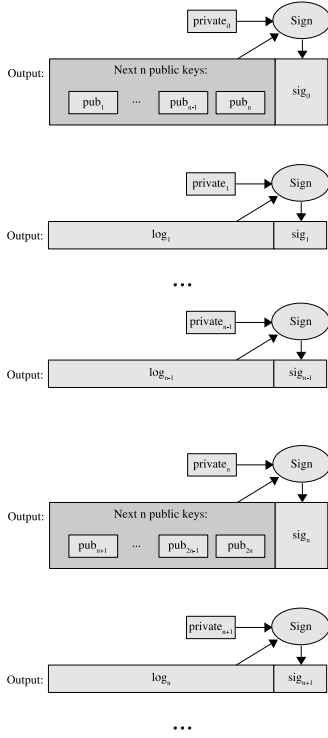 private₀ Sign
Output: Next n public keys:
pub₁ ... pubₙ₋₁ pubₙ sig₀
private₁ Sign
Output: log₁ sig₁
...
privateₙ₋₁ Sign
Output: logₙ₋₁ sigₙ₋₁
privateₙ Sign
Output: Next n public keys:
pubₙ₊₁ ... pub₂ₙ₋₁ pub₂ₙ sigₙ
privateₙ₊₁ Sign
Output: logₙ sigₙ₊₁
...